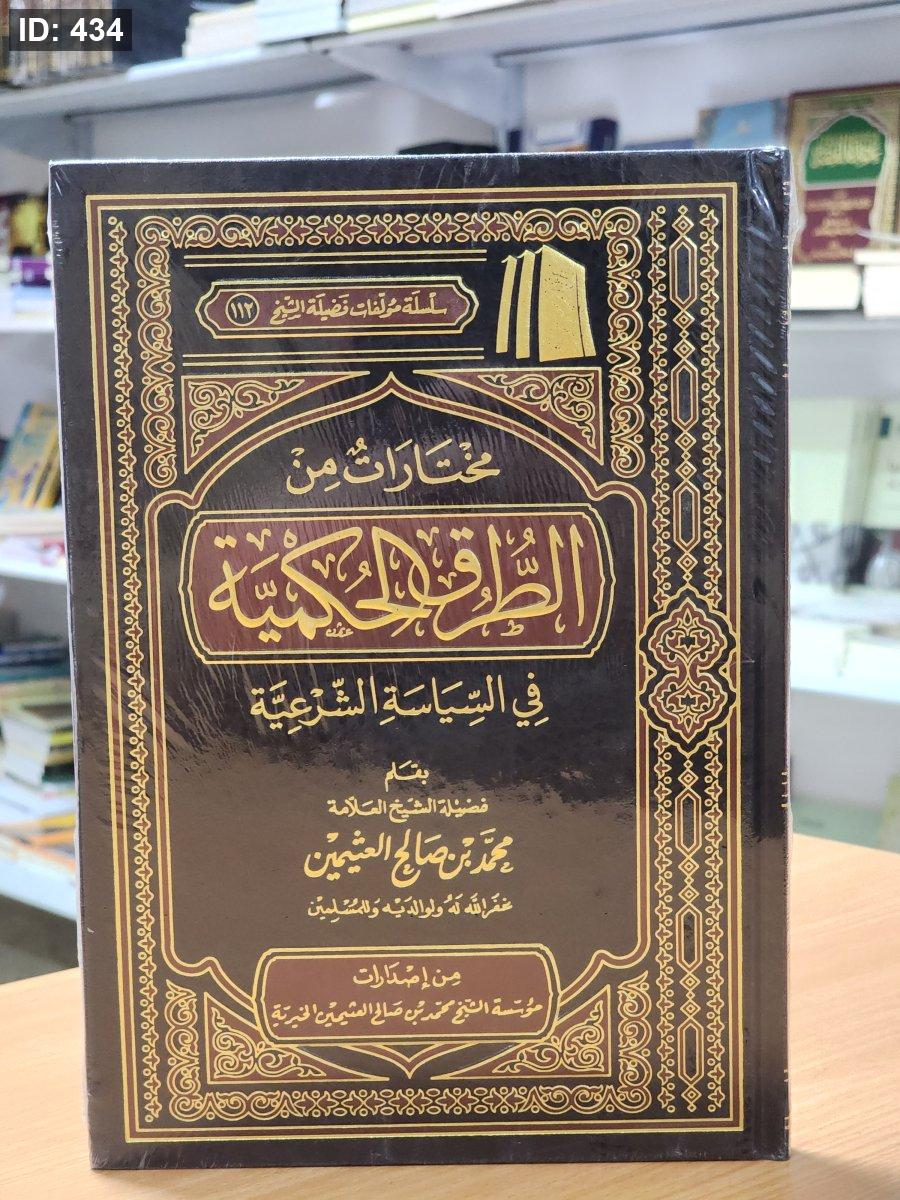 ID: 434
سلسلة مؤلفات فضيلة الشيخ ١١٢
مختارات من
الطرق الحكمية
في السياسة الشرعية
بقلم
فضيلة الشيخ العلامة
محمد بن صالح العثيمين
غفر الله له ولوالديه وللمسلمين
من إصدارات
مؤسسة الشيخ محمد بن صالح العثيمين الخيرية